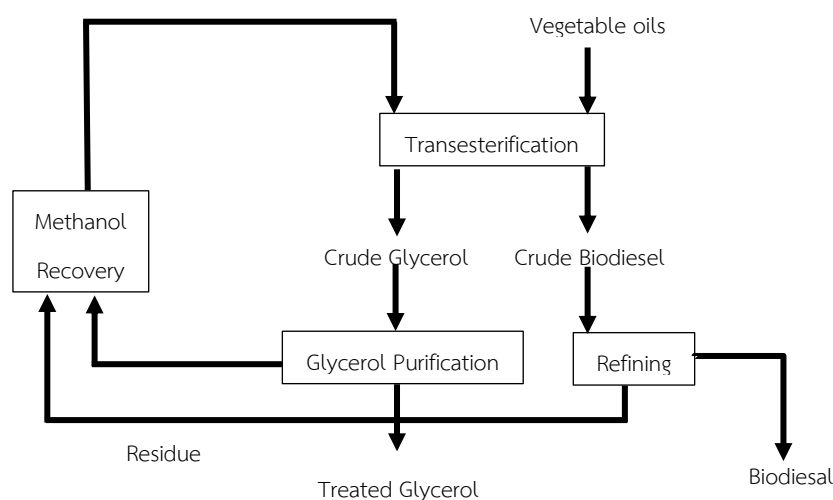 Vegetable oils
Transesterification
Methanol
Recovery
Crude Glycerol
Crude Biodiesel
Glycerol Purification
Refining
Residue
Treated Glycerol
Biodiesal